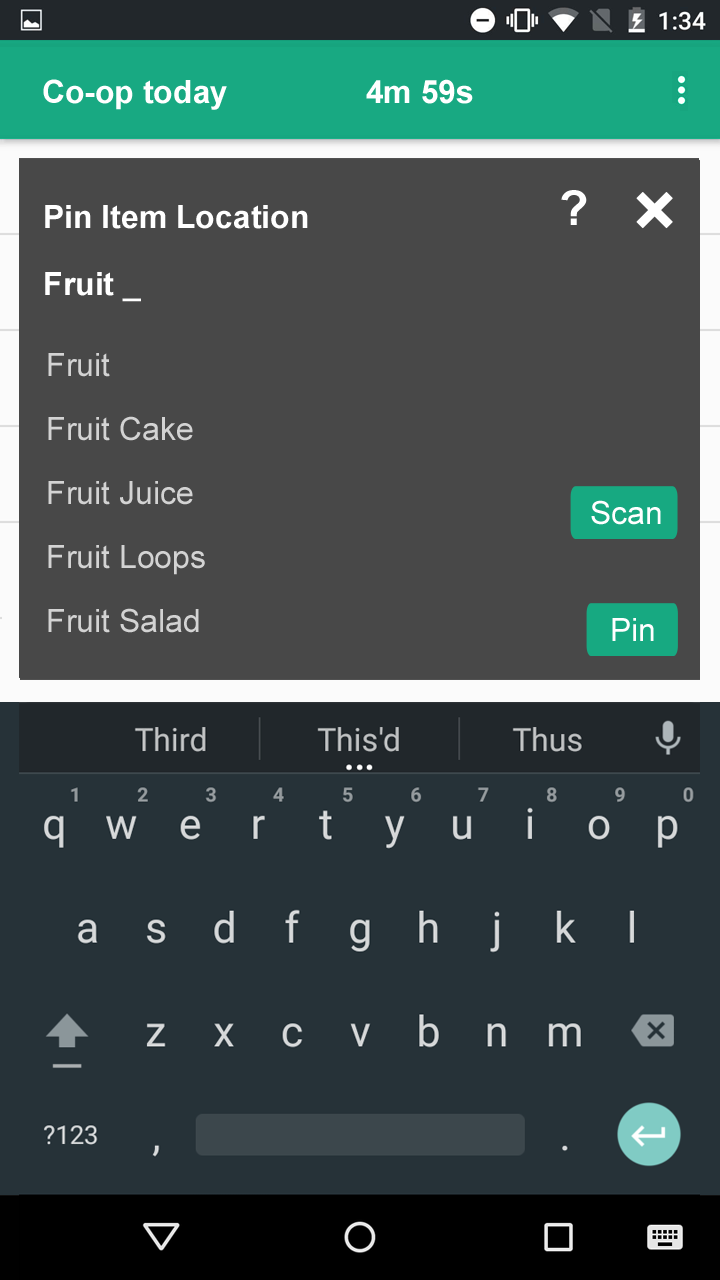 1:34
Co-op today 4m 59s
Pin Item Location ?
Fruit _
Fruit
Fruit Cake
Fruit Juice
Scan
Fruit Loops
Fruit Salad
Pin
Third This'd Thus
1 2 3 4 5 6 7 8 9 0
q w e r t y u i o p
a s d f g h j k l
z x c v b n m
?123 , .